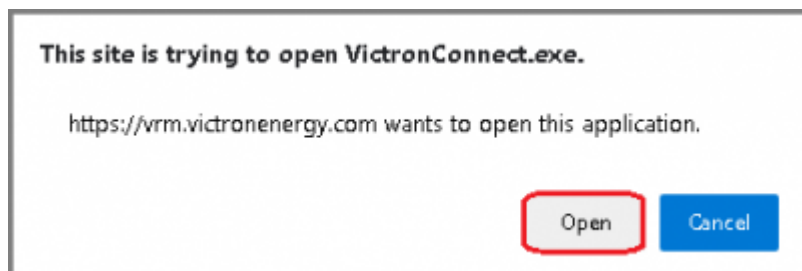 This site is trying to open VictronConnect.exe.
https://vrm.victronenergy.com wants to open this application.
Open Cancel